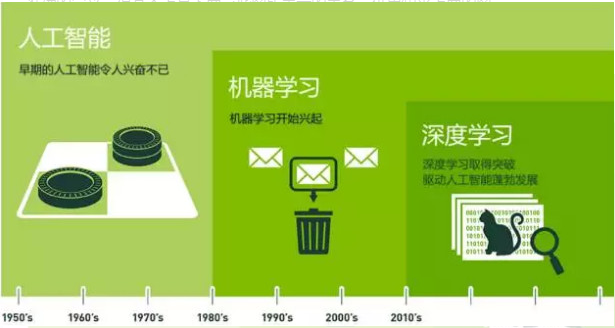 人工智能
早期的人工智能令人兴奋不已
机器学习
机器学习开始兴起
深度学习
深度学习取得突破
驱动人工智能蓬勃发展
1950's
1960's
1970's
1980's
1990's
2000's
2010's